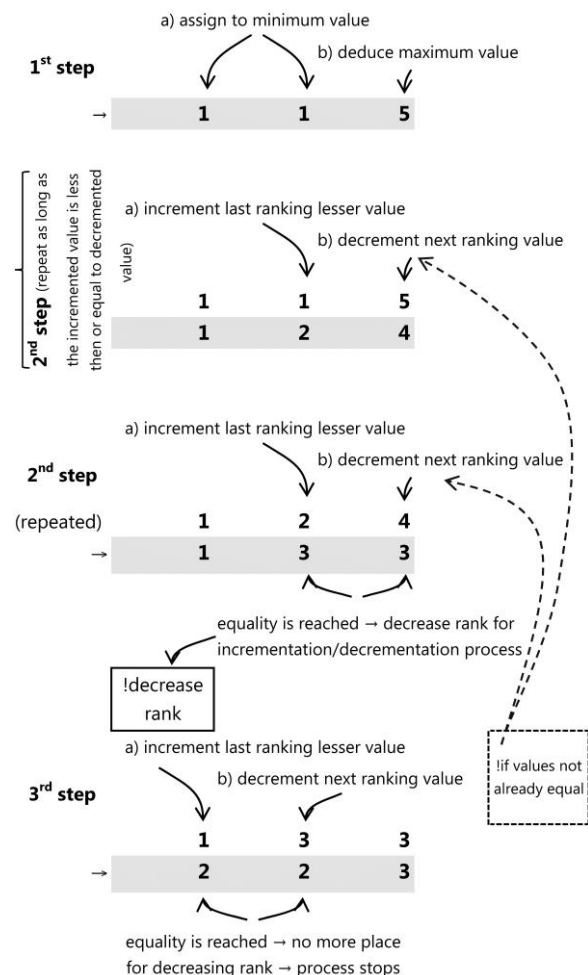 a) assign to minimum value
b) deduce maximum value
1st step
→ 1 1 5
2nd step (repeat as long as
the incremented value is less
then or equal to decremented
value)
a) increment last ranking lesser value
b) decrement next ranking value
1 1 5
1 2 4
a) increment last ranking lesser value
b) decrement next ranking value
2nd step
(repeated) 1 2 4
→ 1 3 3
equality is reached → decrease rank for
incrementation/decrementation process
!decrease
rank
!if values not
already equal
a) increment last ranking lesser value
b) decrement next ranking value
3rd step
1 3 3
→ 2 2 3
equality is reached → no more place
for decreasing rank → process stops